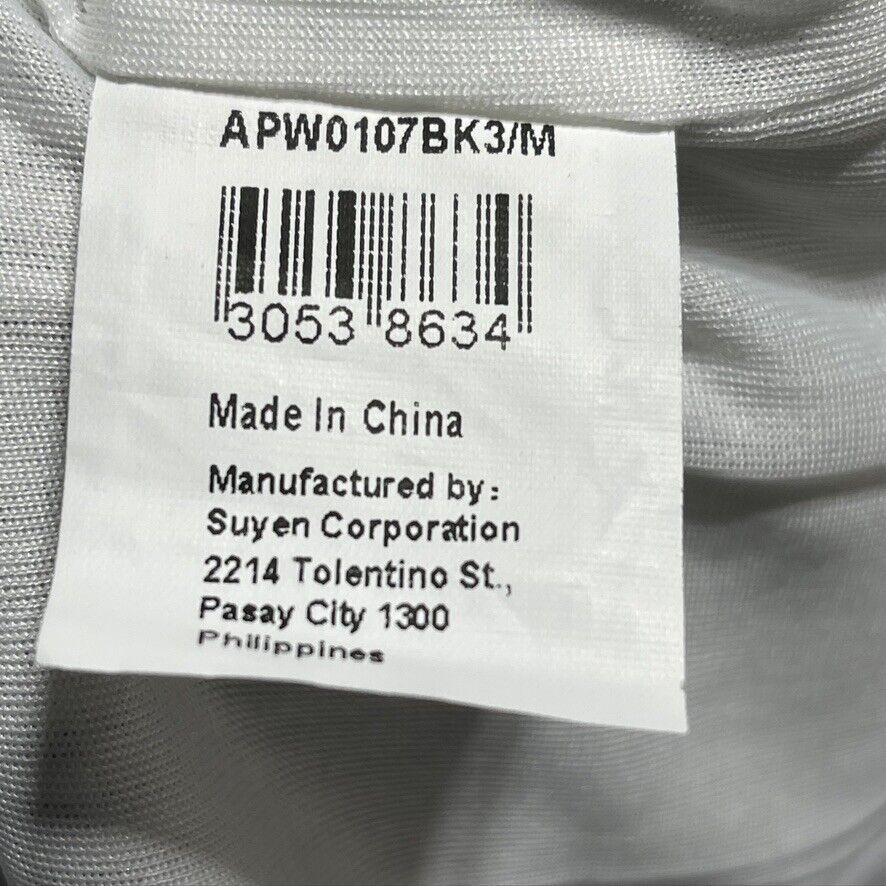 APW0107BK3/M
3053 8634
Made In China
Manufactured by:
Suyen Corporation
2214 Tolentino St.,
Pasay City 1300
Philippines